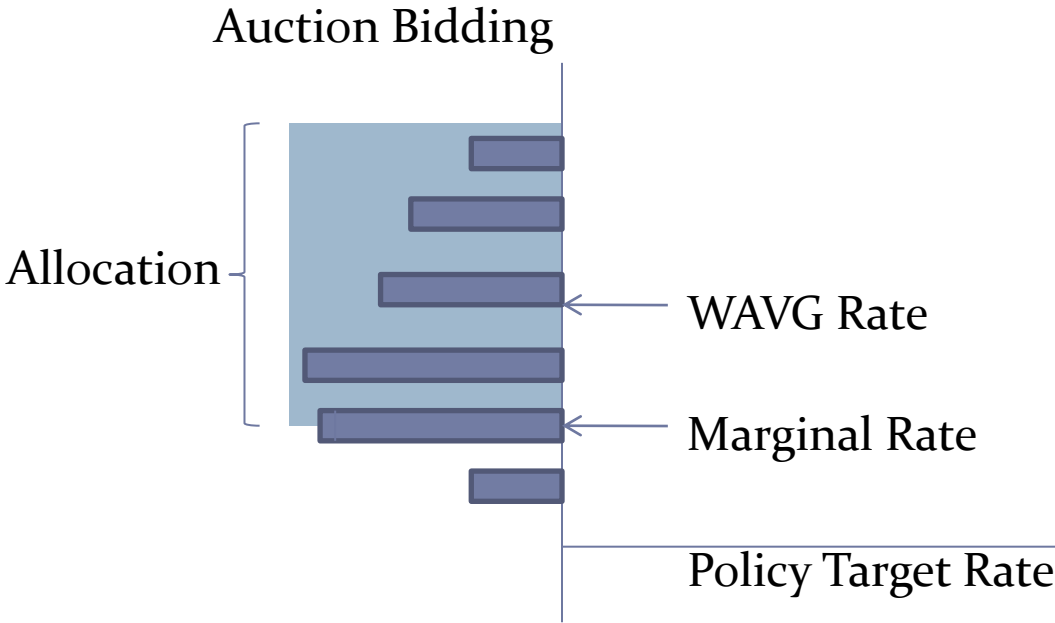 Auction Bidding
Allocation
WAVG Rate
Marginal Rate
Policy Target Rate